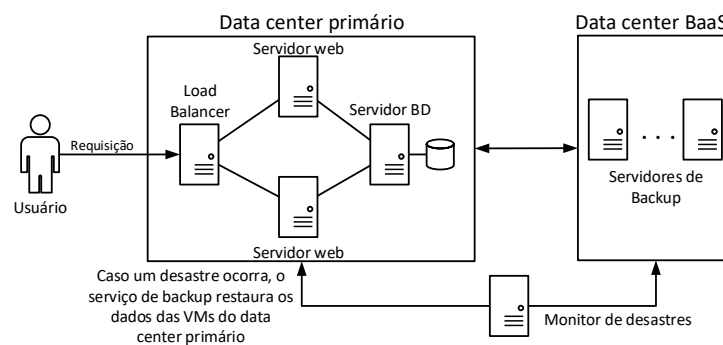 Data center primário
Data center BaaS
Servidor web
Load
Balancer
Servidor BD
Requisição
Usuário
Servidores de
Backup
Servidor web
Caso um desastre ocorra, o
serviço de backup restaura os
dados das VMs do data
center primário
Monitor de desastres
. . .